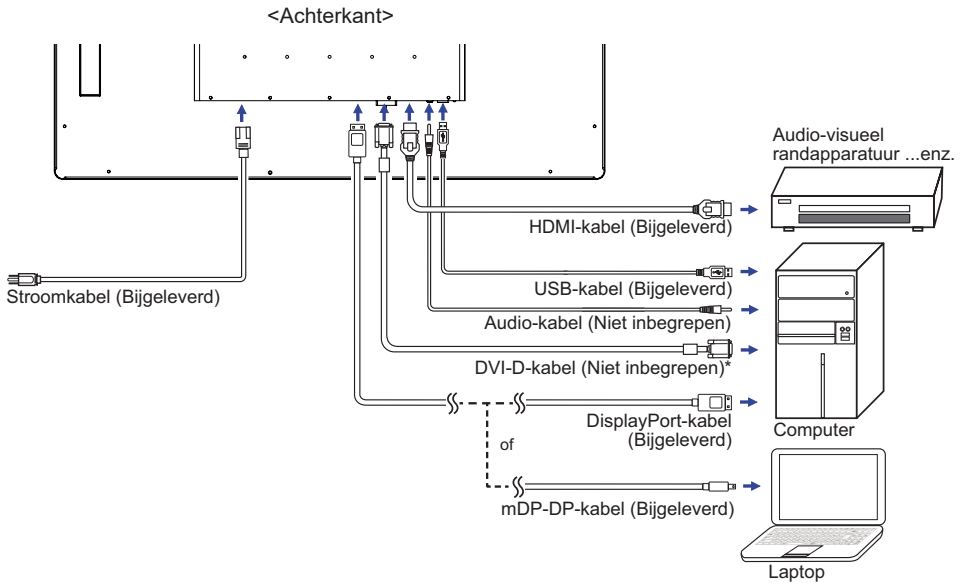 <Achterkant>
Audio-visueel
randapparatuur ...enz.
HDMI-kabel (Bijgeleverd)
Stroomkabel (Bijgeleverd)
USB-kabel (Bijgeleverd)
Audio-kabel (Niet inbegrepen)
DVI-D-kabel (Niet inbegrepen)*
DisplayPort-kabel
(Bijgeleverd)
Computer
of
mDP-DP-kabel (Bijgeleverd)
Laptop